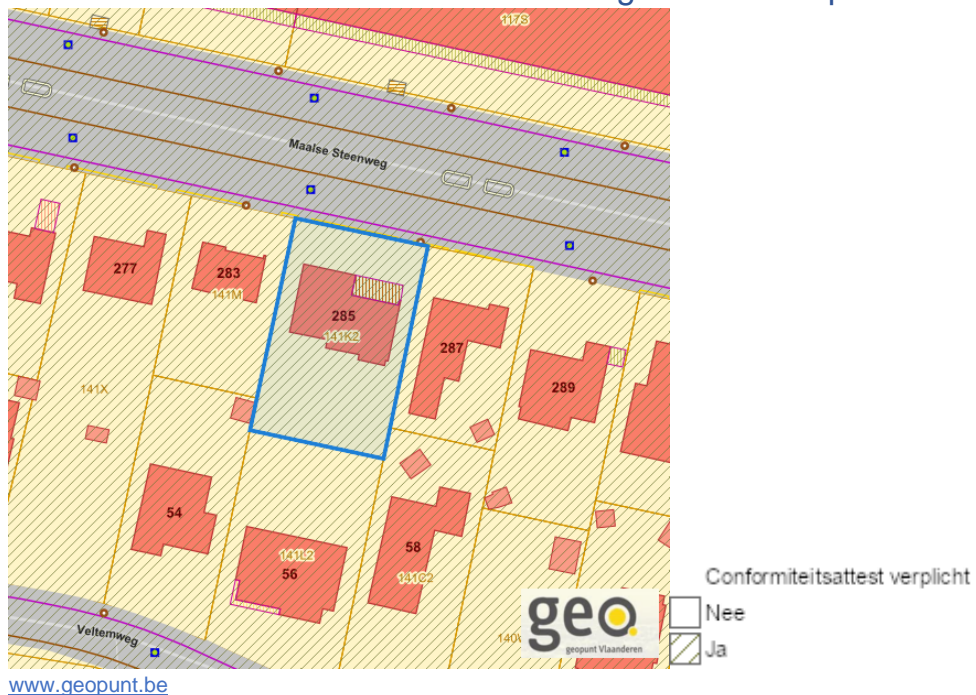 117S
Maalse Steenweg
277
283
141M
285
141K2
287
289
141X
54
141L2
56
58
141C2
Veltemweg
geo.
geopunt Vlaanderen
Conformiteitsattest verplicht
Nee
Ja
www.geopunt.be